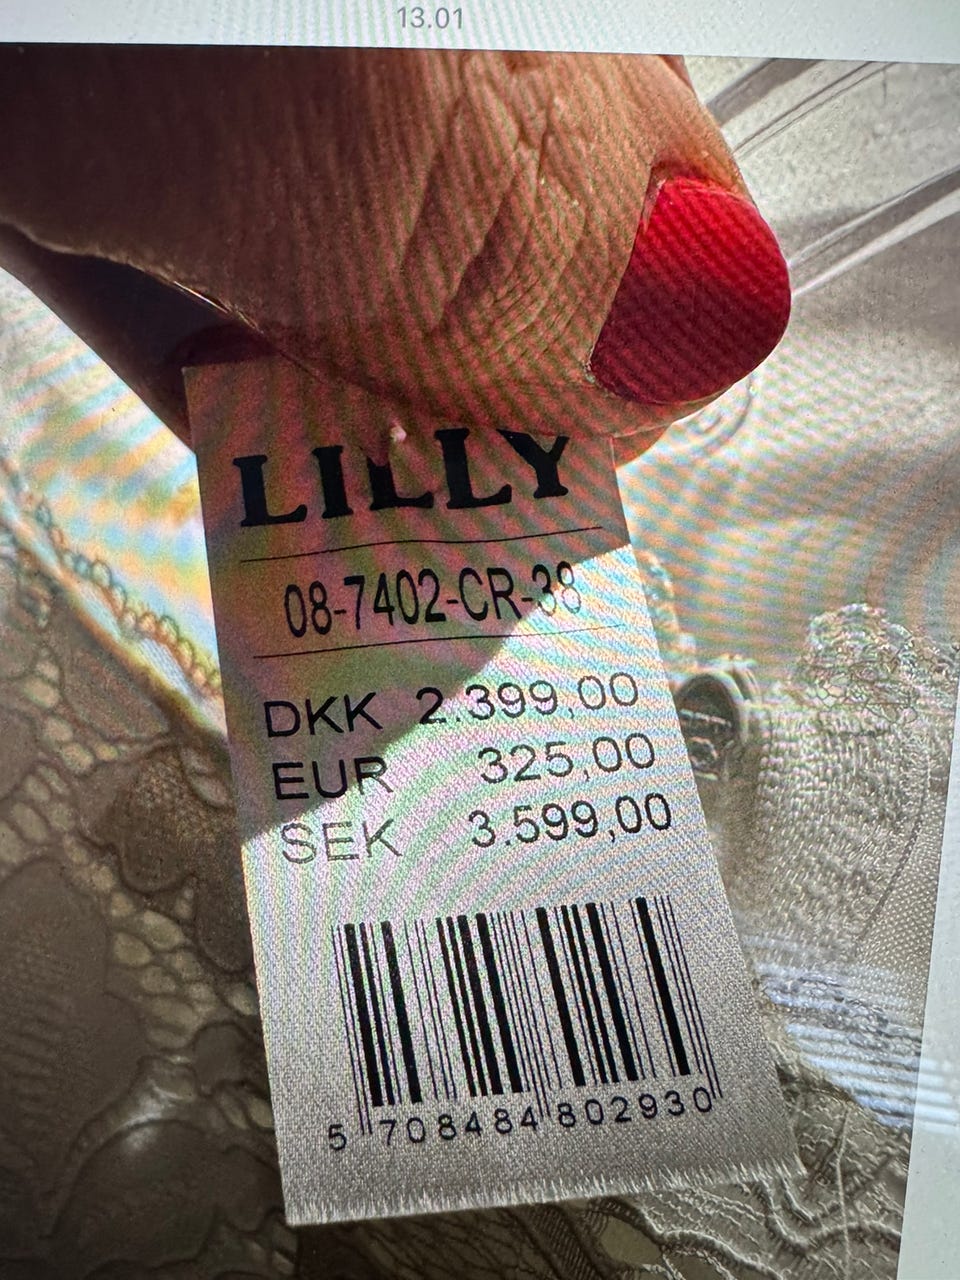 13.01
LILLY
08-7402-CR-38
DKK 2.399,00
EUR 325,00
SEK 3.599,00
5 708484 802930